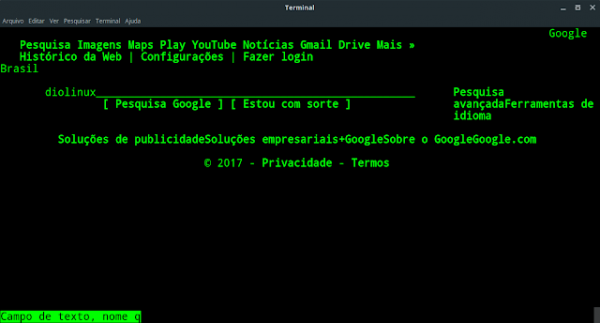 Terminal
Arquivo Editar Ver Pesquisar Terminal Ajuda
Google
Pesquisa Imagens Maps Play YouTube Notícias Gmail Drive Mais »
Histórico da Web | Configurações | Fazer login
Brasil
diolinux_______________________________________________ Pesquisa
[ Pesquisa Google ] [ Estou com sorte ] avançadaFerramentas de
idioma
Soluções de publicidadeSoluções empresariais+GoogleSobre o GoogleGoogle.com
© 2017 - Privacidade - Termos
Campo de texto, nome q